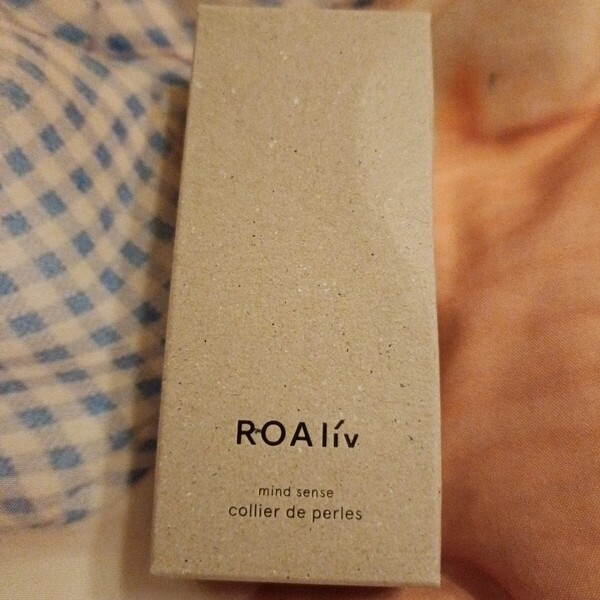 ROA lív
mind sense
collier de perles